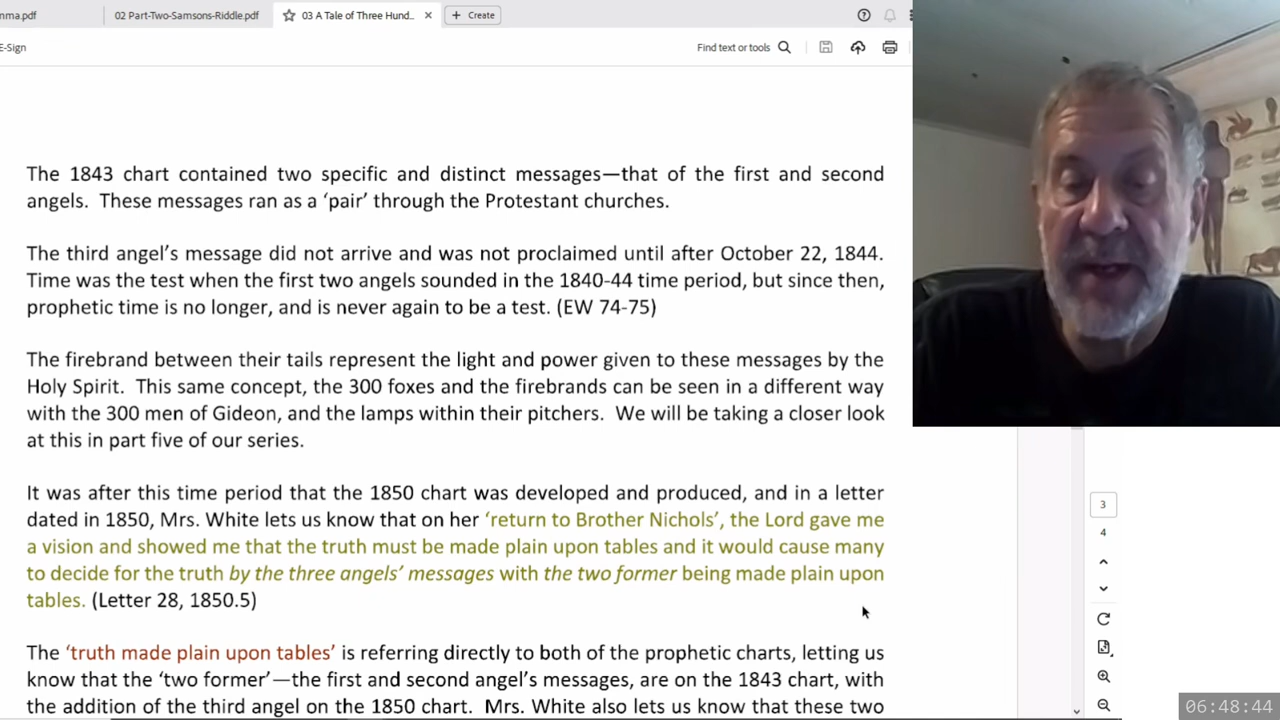 nma.pdf
02 Part-Two-Samsons-Riddle.pdf
03 A Tale of Three Hund...
Create
E-Sign
Find text or tools
The 1843 chart contained two specific and distinct messages—that of the first and second
angels. These messages ran as a ‘pair’ through the Protestant churches.
The third angel’s message did not arrive and was not proclaimed until after October 22, 1844.
Time was the test when the first two angels sounded in the 1840-44 time period, but since then,
prophetic time is no longer, and is never again to be a test. (EW 74-75)
The firebrand between their tails represent the light and power given to these messages by the
Holy Spirit. This same concept, the 300 foxes and the firebrands can be seen in a different way
with the 300 men of Gideon, and the lamps within their pitchers. We will be taking a closer look
at this in part five of our series.
It was after this time period that the 1850 chart was developed and produced, and in a letter
dated in 1850, Mrs. White lets us know that on her ‘return to Brother Nichols’, the Lord gave me
a vision and showed me that the truth must be made plain upon tables and it would cause many
to decide for the truth by the three angels’ messages with the two former being made plain upon
tables. (Letter 28, 1850.5)
The ‘truth made plain upon tables’ is referring directly to both of the prophetic charts, letting us
know that the ‘two former’—the first and second angel’s messages, are on the 1843 chart, with
the addition of the third angel on the 1850 chart. Mrs. White also lets us know that these two
3
4
06:48:44